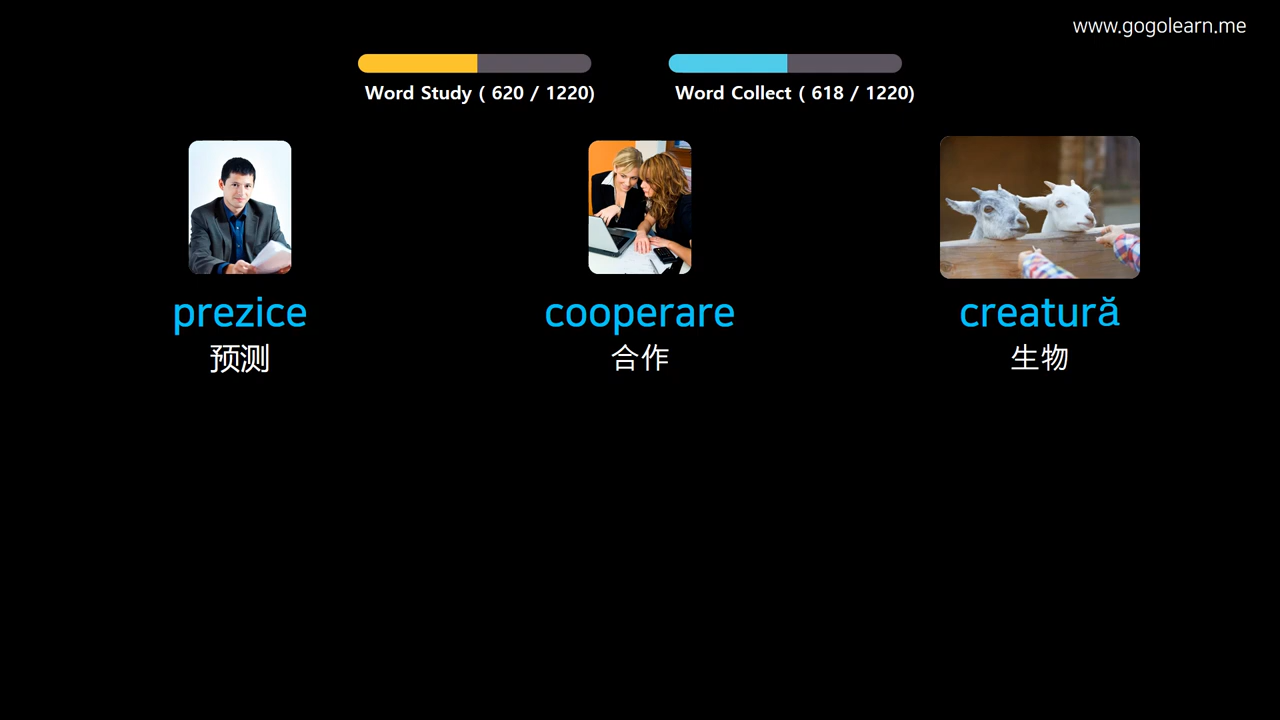 www.gogolearn.me
Word Study ( 620 / 1220)
Word Collect ( 618 / 1220)
prezice
预测
cooperare
合作
creatură
生物